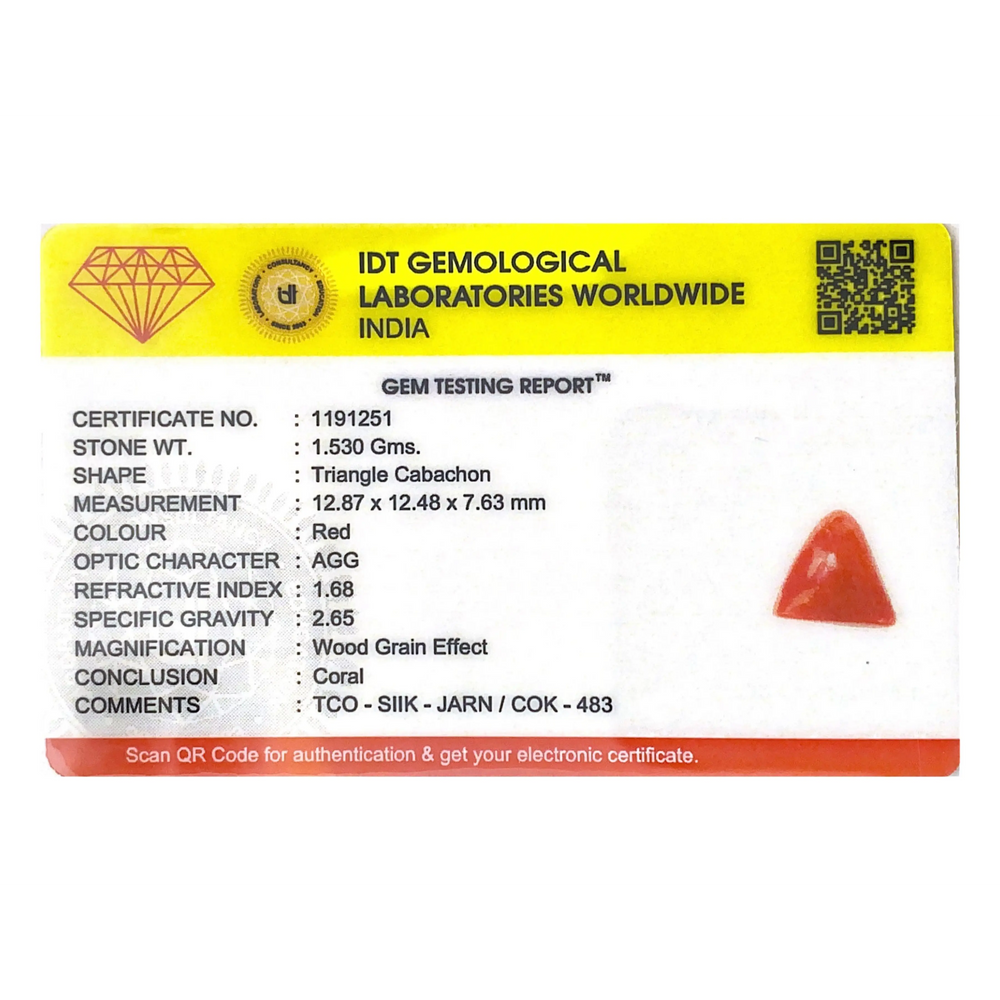 IDT GEMOLOGICAL
LABORATORIES WORLDWIDE
INDIA
CONSULTANCY
SINCE 2003
GEM TESTING REPORT™
CERTIFICATE NO. : 1191251
STONE WT. : 1.530 Gms.
SHAPE : Triangle Cabachon
MEASUREMENT : 12.87 x 12.48 x 7.63 mm
COLOUR : Red
OPTIC CHARACTER : AGG
REFRACTIVE INDEX : 1.68
SPECIFIC GRAVITY : 2.65
MAGNIFICATION : Wood Grain Effect
CONCLUSION : Coral
COMMENTS : TCO - SIIK - JARN / COK - 483
Scan QR Code for authentication & get your electronic certificate.